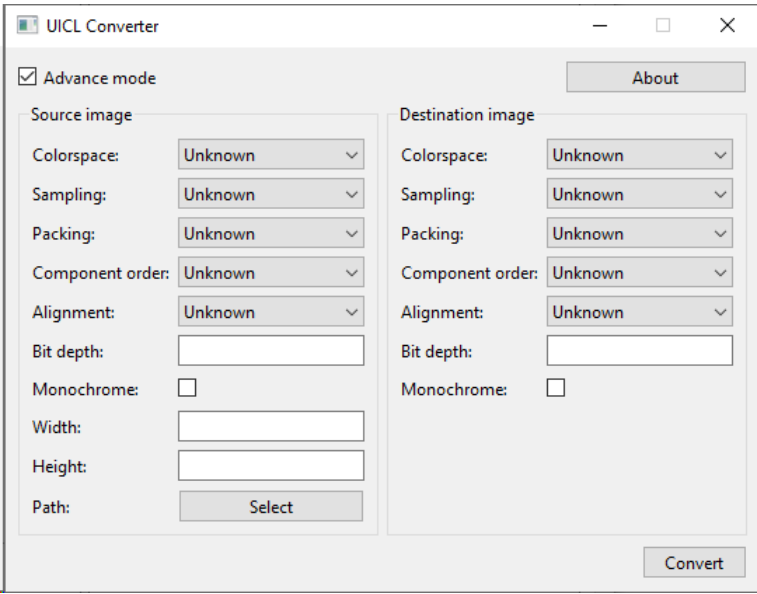 UICL Converter
Advance mode
About
Source image
Colorspace: Unknown
Sampling: Unknown
Packing: Unknown
Component order: Unknown
Alignment: Unknown
Bit depth:
Monochrome:
Width:
Height:
Path: Select
Destination image
Colorspace: Unknown
Sampling: Unknown
Packing: Unknown
Component order: Unknown
Alignment: Unknown
Bit depth:
Monochrome:
Convert